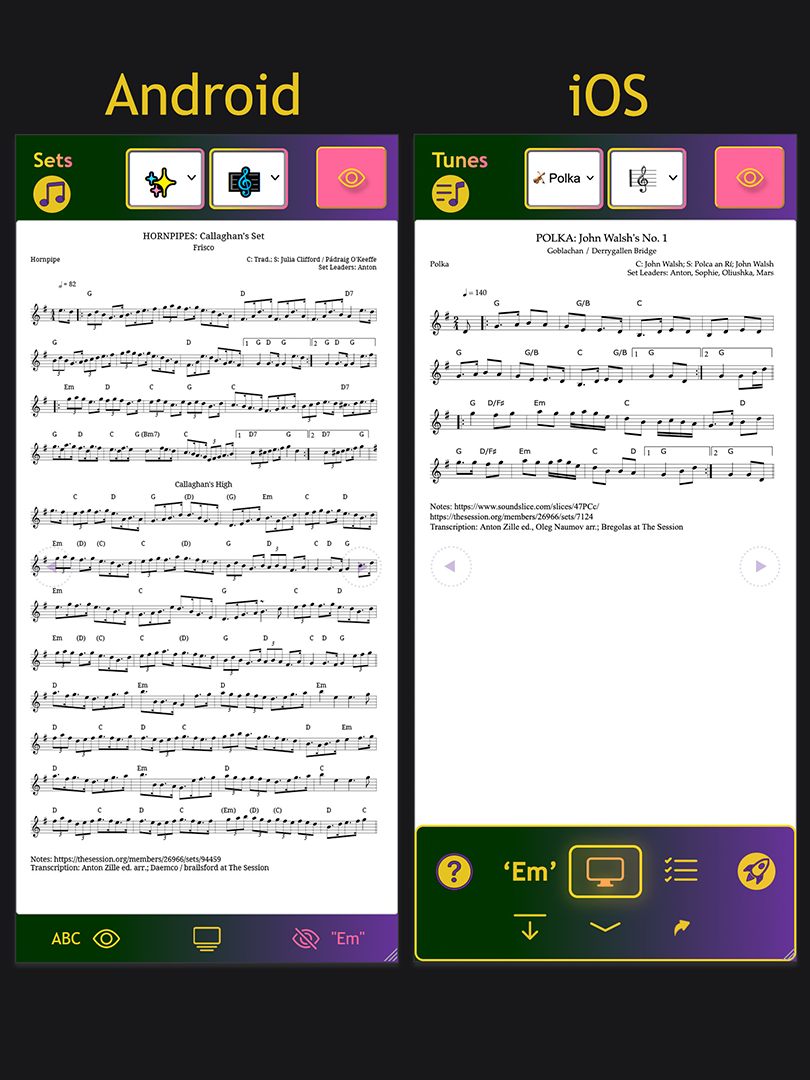 Android
iOS
Sets
HORNPIPES: Callaghan's Set
Frisco
Hornpipe
C: Trad.; S: Julia Clifford / Pádraig O'Keeffe
Set Leaders: Anton
= 82
G D D7
G D 1 G D G 2 G D G
Em D C G C D7
G D C G (Bm7) C 1 D7 G 2 D7 G
Callaghan's High
C D G (D) (G) Em C D
Em (D) (C) (D) G D C D G
Em C G C D
Em (D) (C) C (D) G D C D G
D Em D Em
D C D C D Em
D Em D C
D C D C (Em) (D) (C) D C
Notes: https://thesession.org/members/26966/sets/94459
Transcription: Anton Zille ed. arr.; Daemco / brailsford at The Session
ABC
"Em"
Tunes
Polka
POLKA: John Walsh's No. 1
Goblachan / Derrygallen Bridge
Polka
C: John Walsh; S: Polca an Rí; John Walsh
Set Leaders: Anton, Sophie, Oliushka, Mars
= 140
G G/B C
G G/B C G/B 1 G 2 G
G D/F♯ Em C D
G D/F♯ Em C D 1 G 2 G
Notes: https://www.soundslice.com/slices/47PCc/
https://thesession.org/members/26966/sets/7124
Transcription: Anton Zille ed., Oleg Naumov arr.; Bregolas at The Session
?
‘Em’